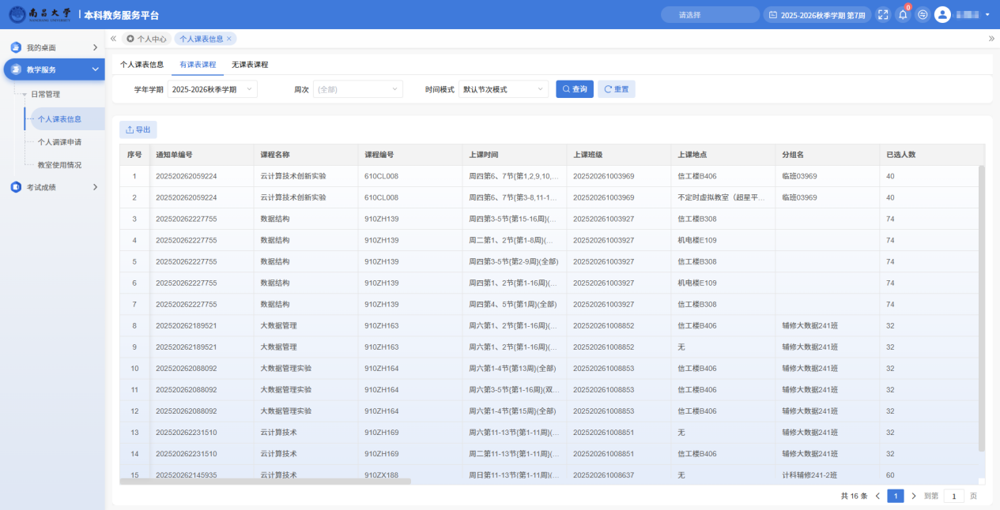 南昌大学 本科教务服务平台 请选择 2025-2026秋季学期 第7周 0
我的桌面
教学服务
日常管理
个人课表信息
个人调课申请
教室使用情况
考试成绩
个人中心 个人课表信息 ×
个人课表信息 有课表课程 无课表课程
学年学期 2025-2026秋季学期 周次 (全部) 时间模式 默认节次模式 查询 重置
导出
序号 通知单编号 课程名称 课程编号 上课时间 上课班级 上课地点 分组名 已选人数
1 202520262059224 云计算技术创新实验 610CL008 周四第6、7节{第1,2,9,10,... 202520261003969 信工楼B406 临班03969 40
2 202520262059224 云计算技术创新实验 610CL008 周四第6、7节{第3-8,11-1... 202520261003969 不定时虚拟教室（超星平... 临班03969 40
3 202520262227755 数据结构 910ZH139 周四第3-5节{第15-16周}(... 202520261003927 信工楼B308 74
4 202520262227755 数据结构 910ZH139 周二第1、2节{第1-8周}(... 202520261003927 机电楼E109 74
5 202520262227755 数据结构 910ZH139 周四第3-5节{第2-9周}(全部) 202520261003927 信工楼B308 74
6 202520262227755 数据结构 910ZH139 周四第1、2节{第1-16周}(... 202520261003927 机电楼E109 74
7 202520262227755 数据结构 910ZH139 周四第4、5节{第1周}(全部) 202520261003927 信工楼B308 74
8 202520262189521 大数据管理 910ZH163 周六第1、2节{第1-16周}(... 202520261008852 信工楼B406 辅修大数据241班 32
9 202520262189521 大数据管理 910ZH163 周六第1、2节{第1-16周}(... 202520261008852 无 辅修大数据241班 32
10 202520262088092 大数据管理实验 910ZH164 周六第1-4节{第13周}(全部) 202520261008853 信工楼B406 辅修大数据241班 32
11 202520262088092 大数据管理实验 910ZH164 周六第3-5节{第1-16周}(双... 202520261008853 信工楼B406 辅修大数据241班 32
12 202520262088092 大数据管理实验 910ZH164 周六第1-4节{第15周}(全部) 202520261008853 信工楼B406 辅修大数据241班 32
13 202520262231510 云计算技术 910ZH169 周六第11-13节{第1-11周}(... 202520261008851 无 辅修大数据241班 32
14 202520262231510 云计算技术 910ZH169 周二第11-13节{第1-11周}(... 202520261008851 信工楼B406 辅修大数据241班 32
15 202520262145935 云计算技术 910ZX188 周日第11-13节{第1-11周}(... 202520261008637 无 计科辅修241-2班 60
共 16 条 1 到第 1 页